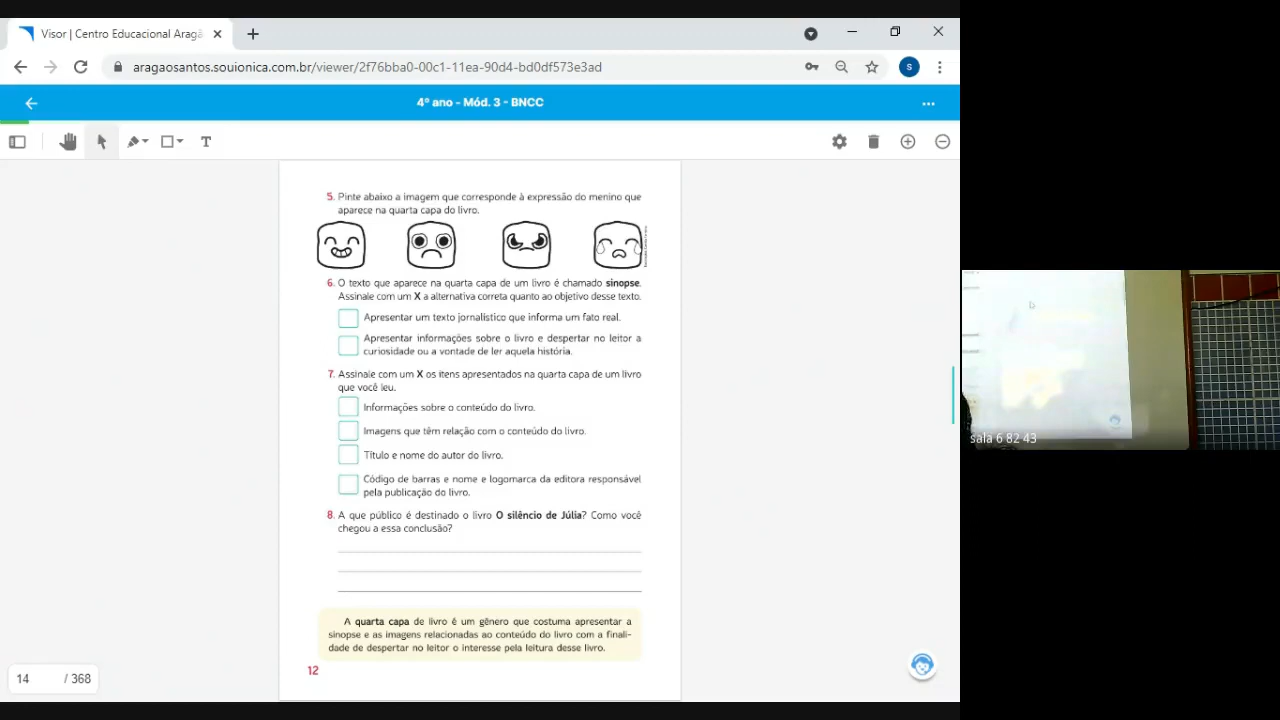 Visor | Centro Educacional Aragã
aragaosantos.souionica.com.br/viewer/2f76bba0-00c1-11ea-90d4-bd0df573e3ad
s
4º ano - Mód. 3 - BNCC
T
5. Pinte abaixo a imagem que corresponde à expressão do menino que
aparece na quarta capa do livro.
6. O texto que aparece na quarta capa de um livro é chamado sinopse.
Assinale com um X a alternativa correta quanto ao objetivo desse texto.
Apresentar um texto jornalístico que informa um fato real.
Apresentar informações sobre o livro e despertar no leitor a
curiosidade ou a vontade de ler aquela história.
7. Assinale com um X os itens apresentados na quarta capa de um livro
que você leu.
Informações sobre o conteúdo do livro.
Imagens que têm relação com o conteúdo do livro.
Título e nome do autor do livro.
Código de barras e nome e logomarca da editora responsável
pela publicação do livro.
8. A que público é destinado o livro O silêncio de Júlia? Como você
chegou a essa conclusão?
A quarta capa de livro é um gênero que costuma apresentar a
sinopse e as imagens relacionadas ao conteúdo do livro com a finali-
dade de despertar no leitor o interesse pela leitura desse livro.
12
14 / 368
sala 6 82 43